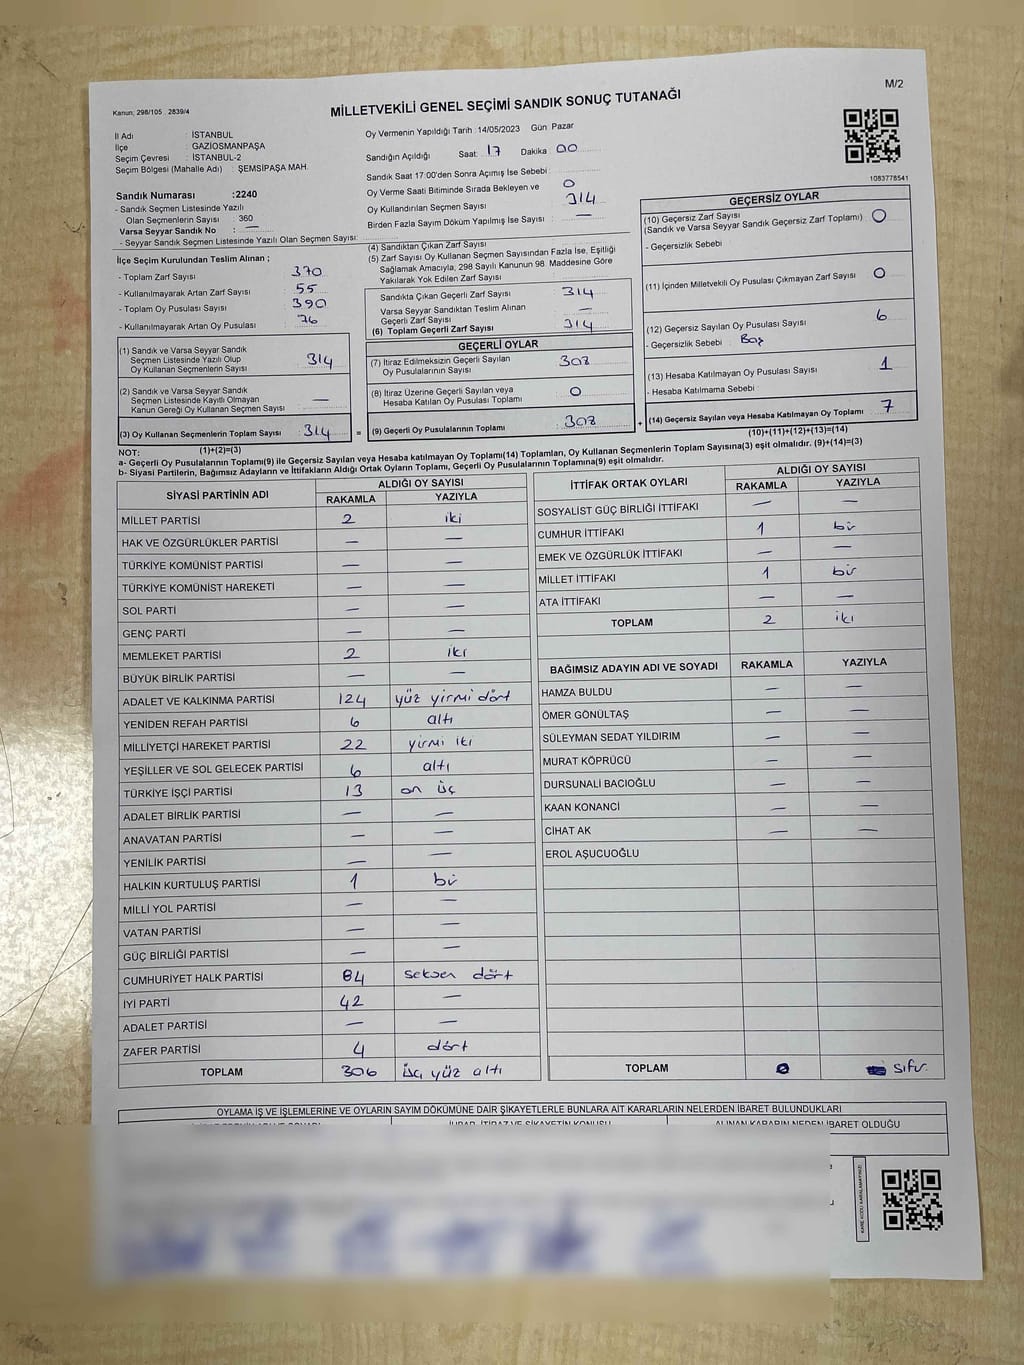 M/2
Kanun: 298/105 , 2839/4
MİLLETVEKİLİ GENEL SEÇİMİ SANDIK SONUÇ TUTANAĞI
İl Adı : İSTANBUL
İlçe : GAZİOSMANPAŞA
Seçim Çevresi : İSTANBUL-2
Seçim Bölgesi (Mahalle Adı) : ŞEMSİPAŞA MAH.
Oy Vermenin Yapıldığı Tarih : 14/05/2023 Gün Pazar
Sandığın Açıldığı Saat: 17 Dakika 00
Sandık Saat 17:00'den Sonra Açımış İse Sebebi :
Oy Verme Saati Bitiminde Sırada Bekleyen ve
Oy Kullandırılan Seçmen Sayısı 0
314
Birden Fazla Sayım Döküm Yapılmış İse Sayısı : —
1083778541
Sandık Numarası :2240
- Sandık Seçmen Listesinde Yazılı
Olan Seçmenlerin Sayısı : 360
Varsa Seyyar Sandık No : —
- Seyyar Sandık Seçmen Listesinde Yazılı Olan Seçmen Sayısı:
İlçe Seçim Kurulundan Teslim Alınan ;
- Toplam Zarf Sayısı : 370
- Kullanılmayarak Artan Zarf Sayısı : 55
- Toplam Oy Pusulası Sayısı : 390
- Kullanılmayarak Artan Oy Pusulası : 76
(1) Sandık ve Varsa Seyyar Sandık
Seçmen Listesinde Yazılı Olup
Oy Kullanan Seçmenlerin Sayısı : 314
(2) Sandık ve Varsa Seyyar Sandık
Seçmen Listesinde Kayıtlı Olmayan
Kanun Gereği Oy Kullanan Seçmen Sayısı : —
(3) Oy Kullanan Seçmenlerin Toplam Sayısı : 314
(1)+(2)=(3)
(4) Sandıktan Çıkan Zarf Sayısı
(5) Zarf Sayısı Oy Kullanan Seçmen Sayısından Fazla İse, Eşitliği
Sağlamak Amacıyla, 298 Sayılı Kanunun 98. Maddesine Göre
Yakılarak Yok Edilen Zarf Sayısı
Sandıkta Çıkan Geçerli Zarf Sayısı : 314
Varsa Seyyar Sandıktan Teslim Alınan
Geçerli Zarf Sayısı : —
(6) Toplam Geçerli Zarf Sayısı : 314
GEÇERLİ OYLAR
(7) İtiraz Edilmeksizin Geçerli Sayılan
Oy Pusulalarının Sayısı : 308
(8) İtiraz Üzerine Geçerli Sayılan veya
Hesaba Katılan Oy Pusulası Toplamı : 0
= (9) Geçerli Oy Pusulalarının Toplamı : 308
GEÇERSİZ OYLAR
(10) Geçersiz Zarf Sayısı
(Sandık ve Varsa Seyyar Sandık Geçersiz Zarf Toplamı) : 0
- Geçersizlik Sebebi :
(11) İçinden Milletvekili Oy Pusulası Çıkmayan Zarf Sayısı : 0
(12) Geçersiz Sayılan Oy Pusulası Sayısı : 6
- Geçersizlik Sebebi : Boş
(13) Hesaba Katılmayan Oy Pusulası Sayısı : 1
- Hesaba Katılmama Sebebi :
+ (14) Geçersiz Sayılan veya Hesaba Katılmayan Oy Toplamı : 7
(10)+(11)+(12)+(13)=(14)
NOT:
a- Geçerli Oy Pusulalarının Toplamı(9) ile Geçersiz Sayılan veya Hesaba katılmayan Oy Toplamı(14) Toplamları, Oy Kullanan Seçmenlerin Toplam Sayısına(3) eşit olmalıdır. (9)+(14)=(3)
b- Siyasi Partilerin, Bağımsız Adayların ve İttifakların Aldığı Ortak Oyların Toplamı, Geçerli Oy Pusulalarının Toplamına(9) eşit olmalıdır.
SİYASİ PARTİNİN ADI ALDIĞI OY SAYISI
RAKAMLA YAZIYLA
MİLLET PARTİSİ 2 iki
HAK VE ÖZGÜRLÜKLER PARTİSİ — —
TÜRKİYE KOMÜNİST PARTİSİ — —
TÜRKİYE KOMÜNİST HAREKETİ — —
SOL PARTİ — —
GENÇ PARTİ — —
MEMLEKET PARTİSİ 2 iki
BÜYÜK BİRLİK PARTİSİ — —
ADALET VE KALKINMA PARTİSİ 124 yüz yirmi dört
YENİDEN REFAH PARTİSİ 6 altı
MİLLİYETÇİ HAREKET PARTİSİ 22 yirmi iki
YEŞİLLER VE SOL GELECEK PARTİSİ 6 altı
TÜRKİYE İŞÇİ PARTİSİ 13 on üç
ADALET BİRLİK PARTİSİ — —
ANAVATAN PARTİSİ — —
YENİLİK PARTİSİ — —
HALKIN KURTULUŞ PARTİSİ 1 bir
MİLLİ YOL PARTİSİ — —
VATAN PARTİSİ — —
GÜÇ BİRLİĞİ PARTİSİ — —
CUMHURİYET HALK PARTİSİ 84 seksen dört
İYİ PARTİ 42 —
ADALET PARTİSİ — —
ZAFER PARTİSİ 4 dört
TOPLAM 306 üç yüz altı
İTTİFAK ORTAK OYLARI ALDIĞI OY SAYISI
RAKAMLA YAZIYLA
SOSYALİST GÜÇ BİRLİĞİ İTTİFAKI — —
CUMHUR İTTİFAKI 1 bir
EMEK VE ÖZGÜRLÜK İTTİFAKI — —
MİLLET İTTİFAKI 1 bir
ATA İTTİFAKI — —
TOPLAM 2 iki
BAĞIMSIZ ADAYIN ADI VE SOYADI RAKAMLA YAZIYLA
HAMZA BULDU — —
ÖMER GÖNÜLTAŞ — —
SÜLEYMAN SEDAT YILDIRIM — —
MURAT KÖPRÜCÜ — —
DURSUNALİ BACIOĞLU — —
KAAN KONANCİ — —
CİHAT AK — —
EROL AŞUCUOĞLU
TOPLAM 0 sıfır
OYLAMA İŞ VE İŞLEMLERİNE VE OYLARIN SAYIM DÖKÜMÜNE DAİR ŞİKAYETLERLE BUNLARA AİT KARARLARIN NELERDEN İBARET BULUNDUKLARI
İHBAR, İTİRAZ VE ŞİKAYETİN KONUSU ALINAN KARARIN NEDEN İBARET OLDUĞU
KARE KODU KARALAMAYINIZ!